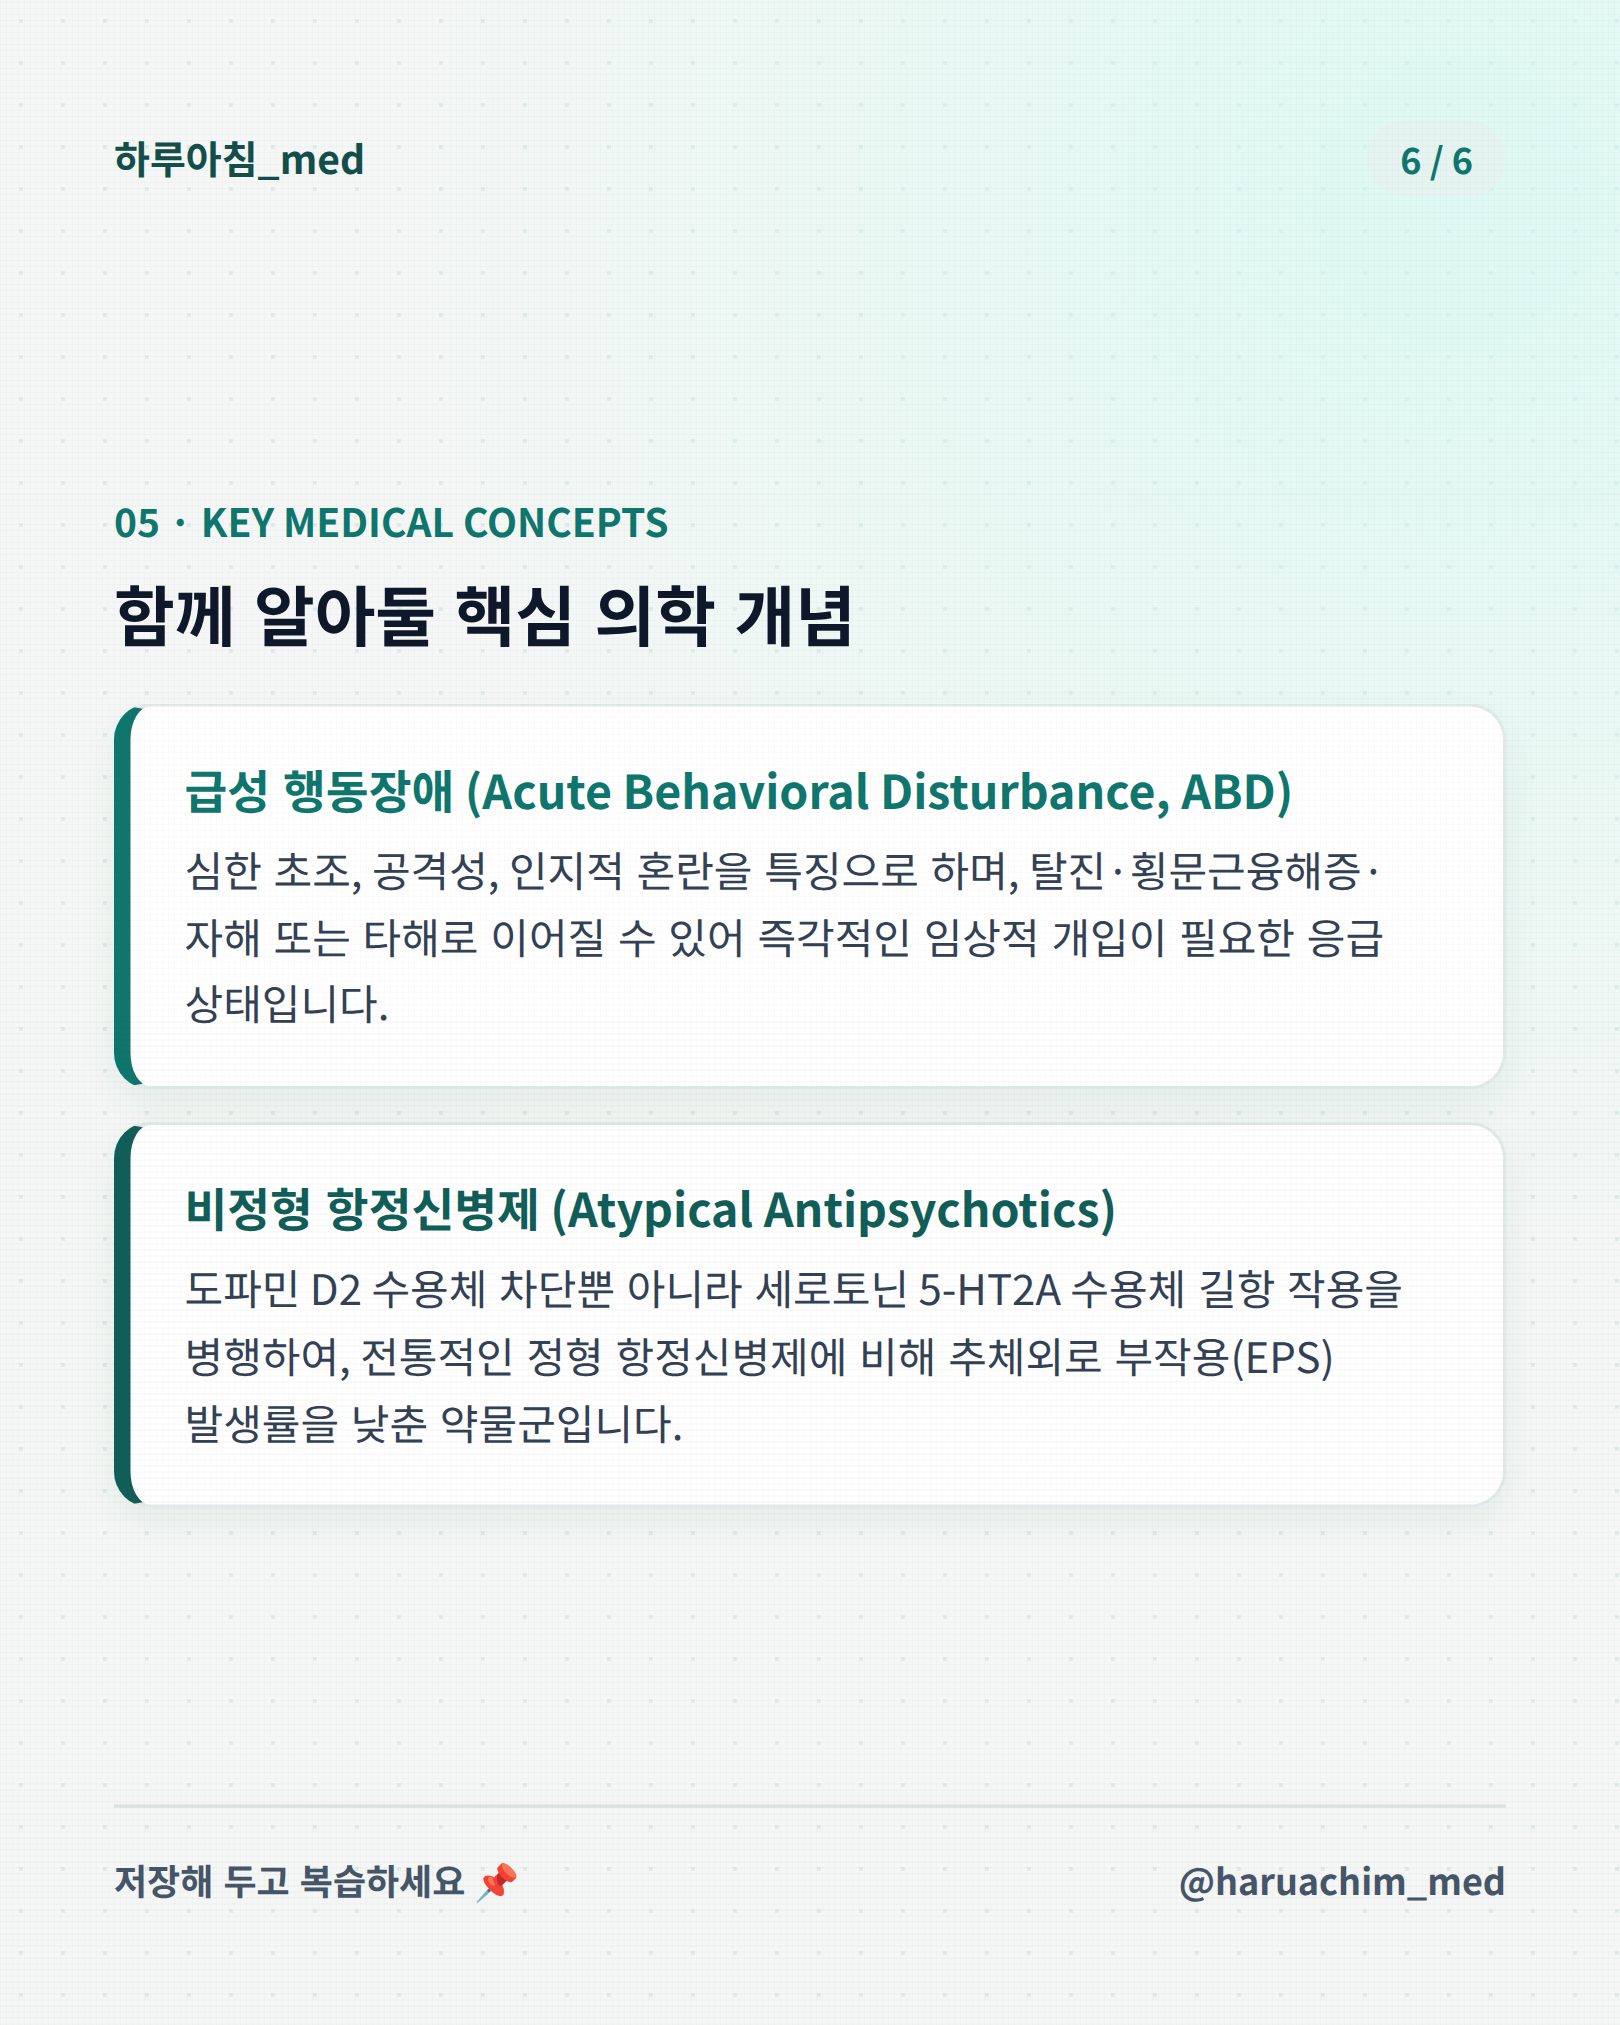 하루아침_med
6 / 6
05 · KEY MEDICAL CONCEPTS
함께 알아둘 핵심 의학 개념
급성 행동장애 (Acute Behavioral Disturbance, ABD)
심한 초조, 공격성, 인지적 혼란을 특징으로 하며, 탈진·횡문근융해증·
자해 또는 타해로 이어질 수 있어 즉각적인 임상적 개입이 필요한 응급
상태입니다.
비정형 항정신병제 (Atypical Antipsychotics)
도파민 D2 수용체 차단뿐 아니라 세로토닌 5-HT2A 수용체 길항 작용을
병행하여, 전통적인 정형 항정신병제에 비해 추체외로 부작용(EPS)
발생률을 낮춘 약물군입니다.
저장해 두고 복습하세요 📌
@haruachim_med